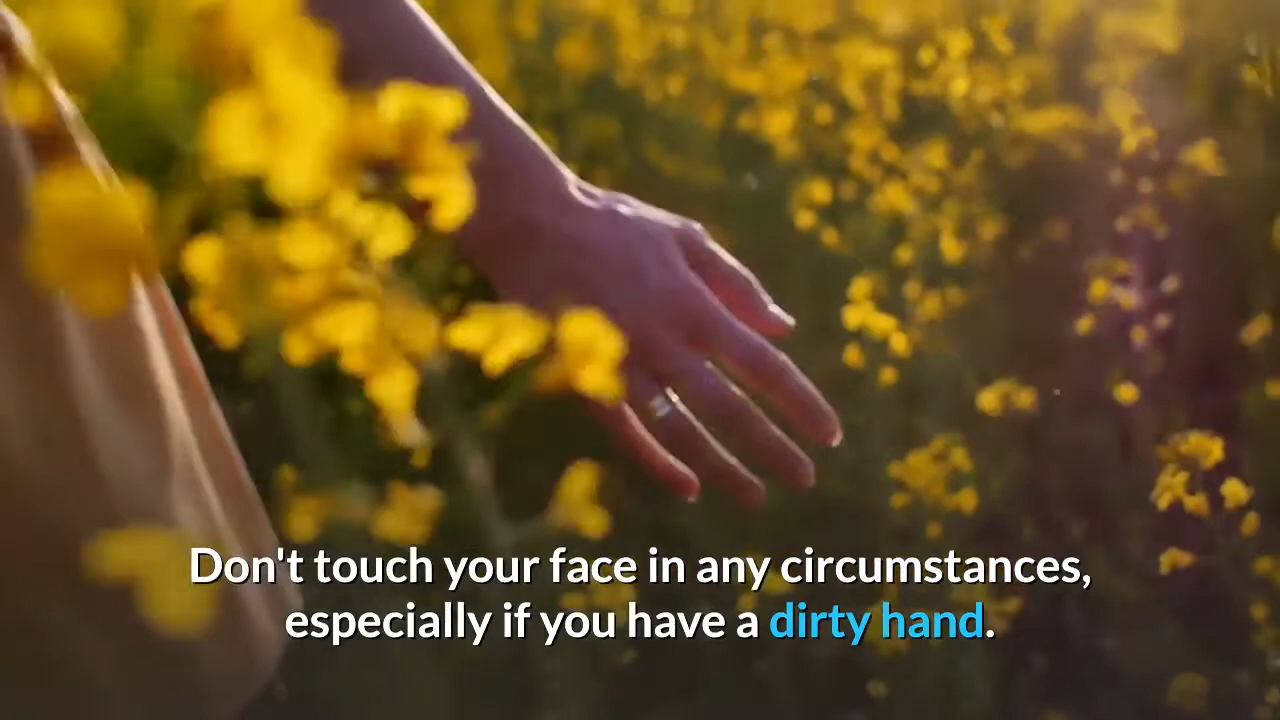 Don't touch your face in any circumstances,
especially if you have a dirty hand.